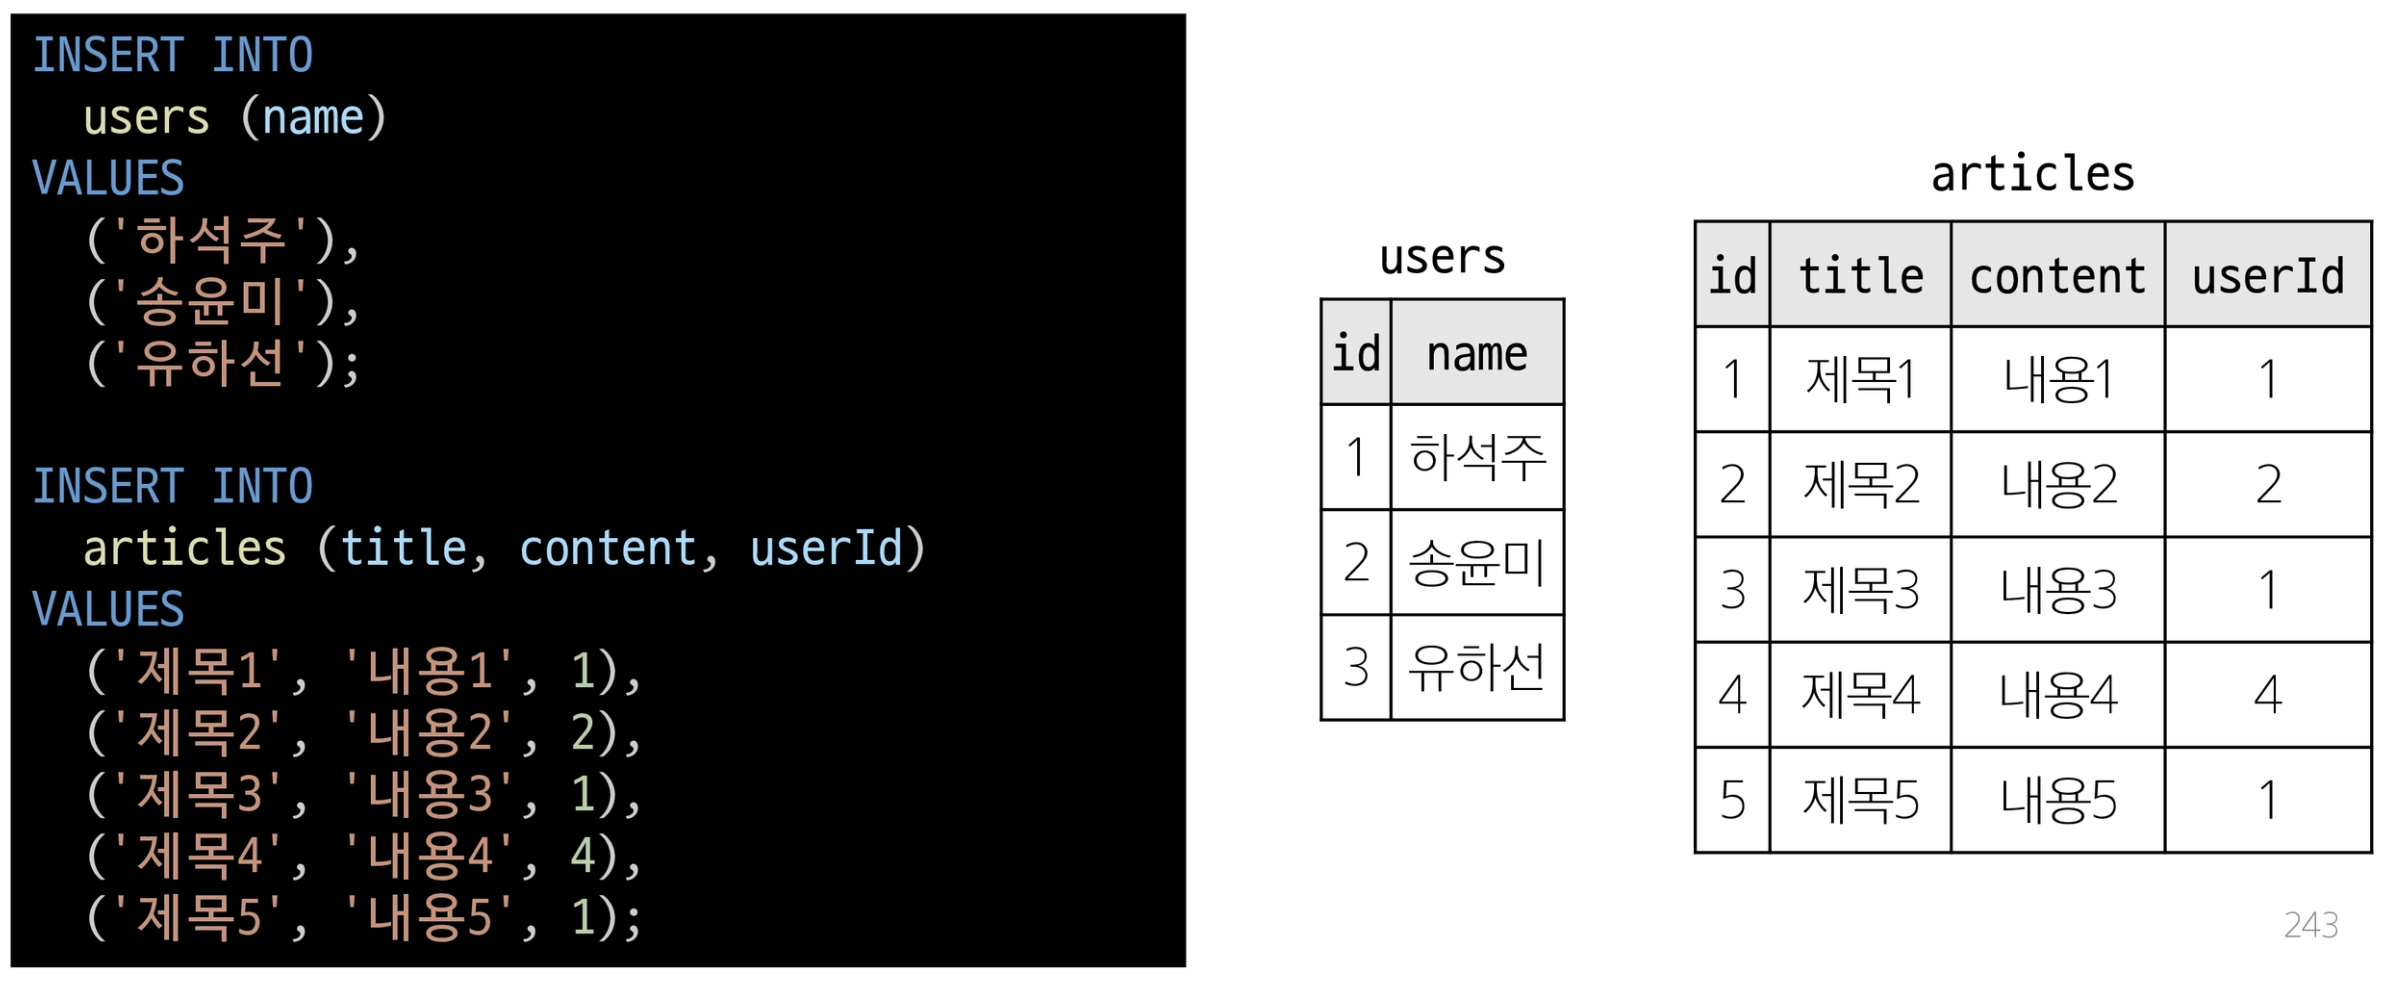 INSERT INTO
users (name)
VALUES
('하석주'),
('송윤미'),
('유하선');
INSERT INTO
articles (title, content, userId)
VALUES
('제목1', '내용1', 1),
('제목2', '내용2', 2),
('제목3', '내용3', 1),
('제목4', '내용4', 4),
('제목5', '내용5', 1);
users
id name
1 하석주
2 송윤미
3 유하선
articles
id title content userId
1 제목1 내용1 1
2 제목2 내용2 2
3 제목3 내용3 1
4 제목4 내용4 4
5 제목5 내용5 1
243